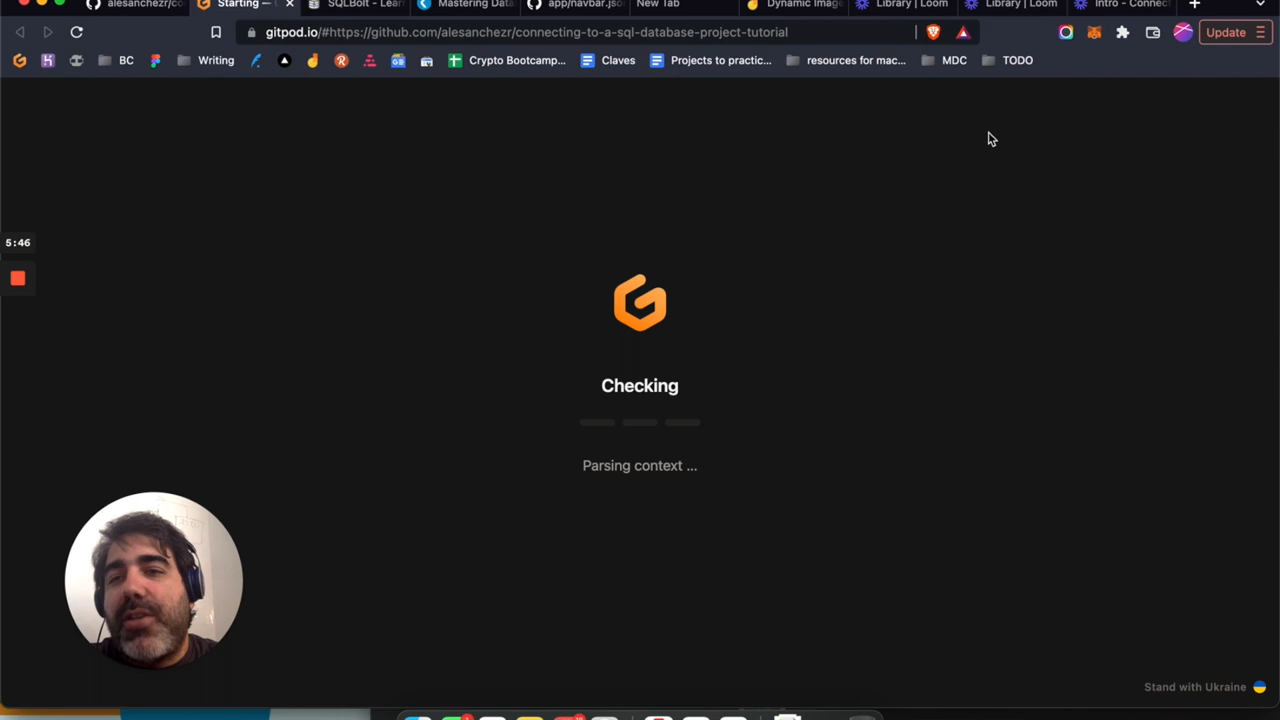 alesanchezr/co
Starting —
SQLBolt - Lear
Mastering Data
app/navbar.jso
New Tab
Dynamic Imag
Library | Loom
Library | Loom
Intro - Connect
gitpod.io/#https://github.com/alesanchezr/connecting-to-a-sql-database-project-tutorial
Update
BC
Writing
Crypto Bootcamp...
Claves
Projects to practic...
resources for mac...
MDC
TODO
5:46
Checking
Parsing context ...
Stand with Ukraine